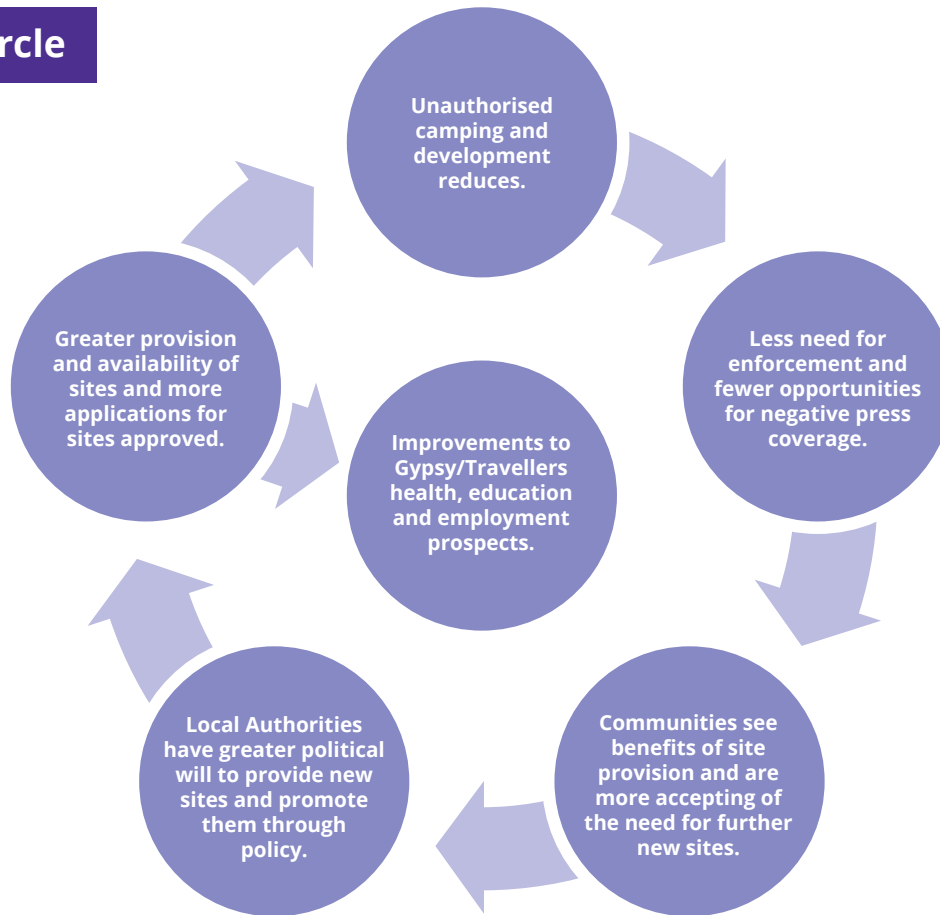 rcle
Unauthorised
camping and
development
reduces.
Less need for
enforcement and
fewer opportunities
for negative press
coverage.
Communities see
benefits of site
provision and are
more accepting of
the need for further
new sites.
Local Authorities
have greater political
will to provide new
sites and promote
them through
policy.
Greater provision
and availability of
sites and more
applications for
sites approved.
Improvements to
Gypsy/Travellers
health, education
and employment
prospects.